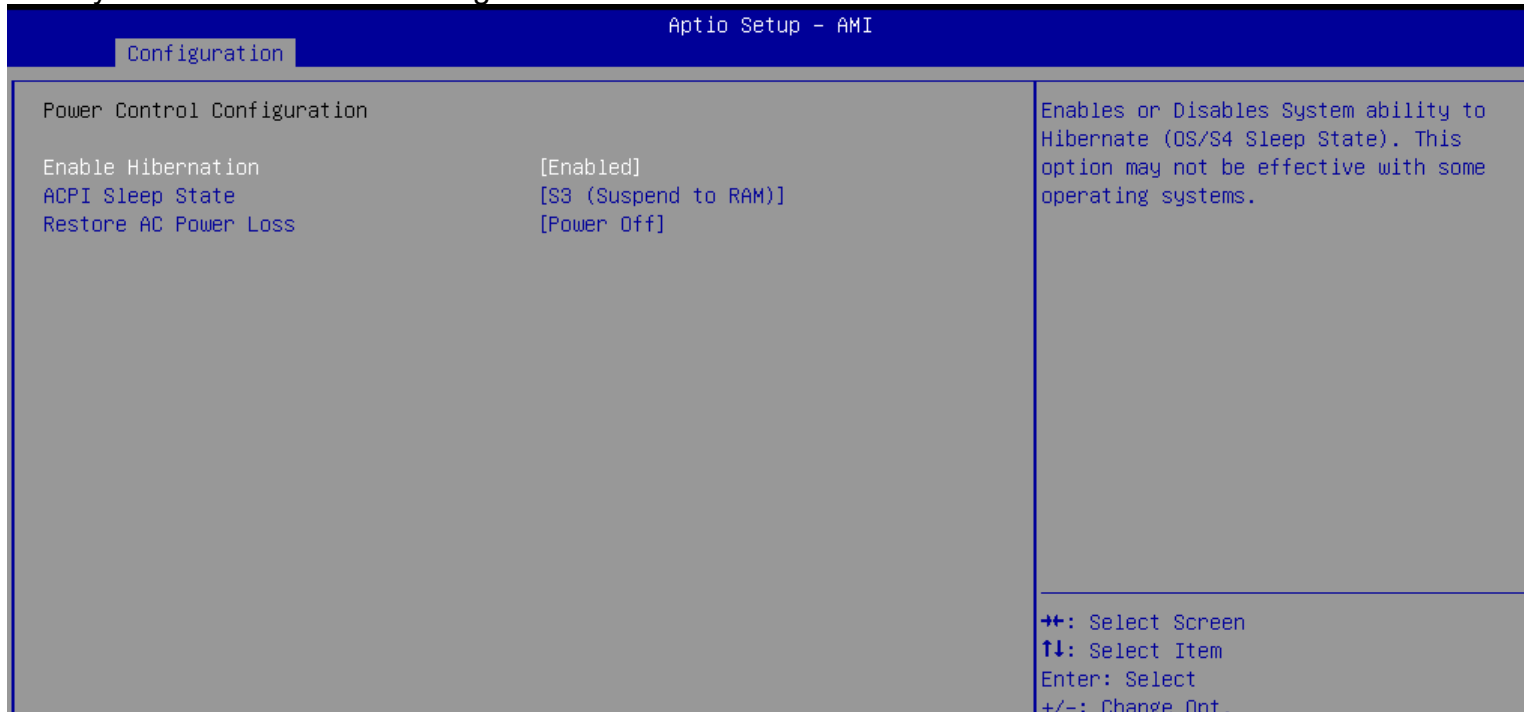 Aptio Setup – AMI
Configuration
Power Control Configuration
Enable Hibernation [Enabled]
ACPI Sleep State [S3 (Suspend to RAM)]
Restore AC Power Loss [Power Off]
Enables or Disables System ability to
Hibernate (OS/S4 Sleep State). This
option may not be effective with some
operating systems.
→←: Select Screen
↑↓: Select Item
Enter: Select
+/-: Change Opt.